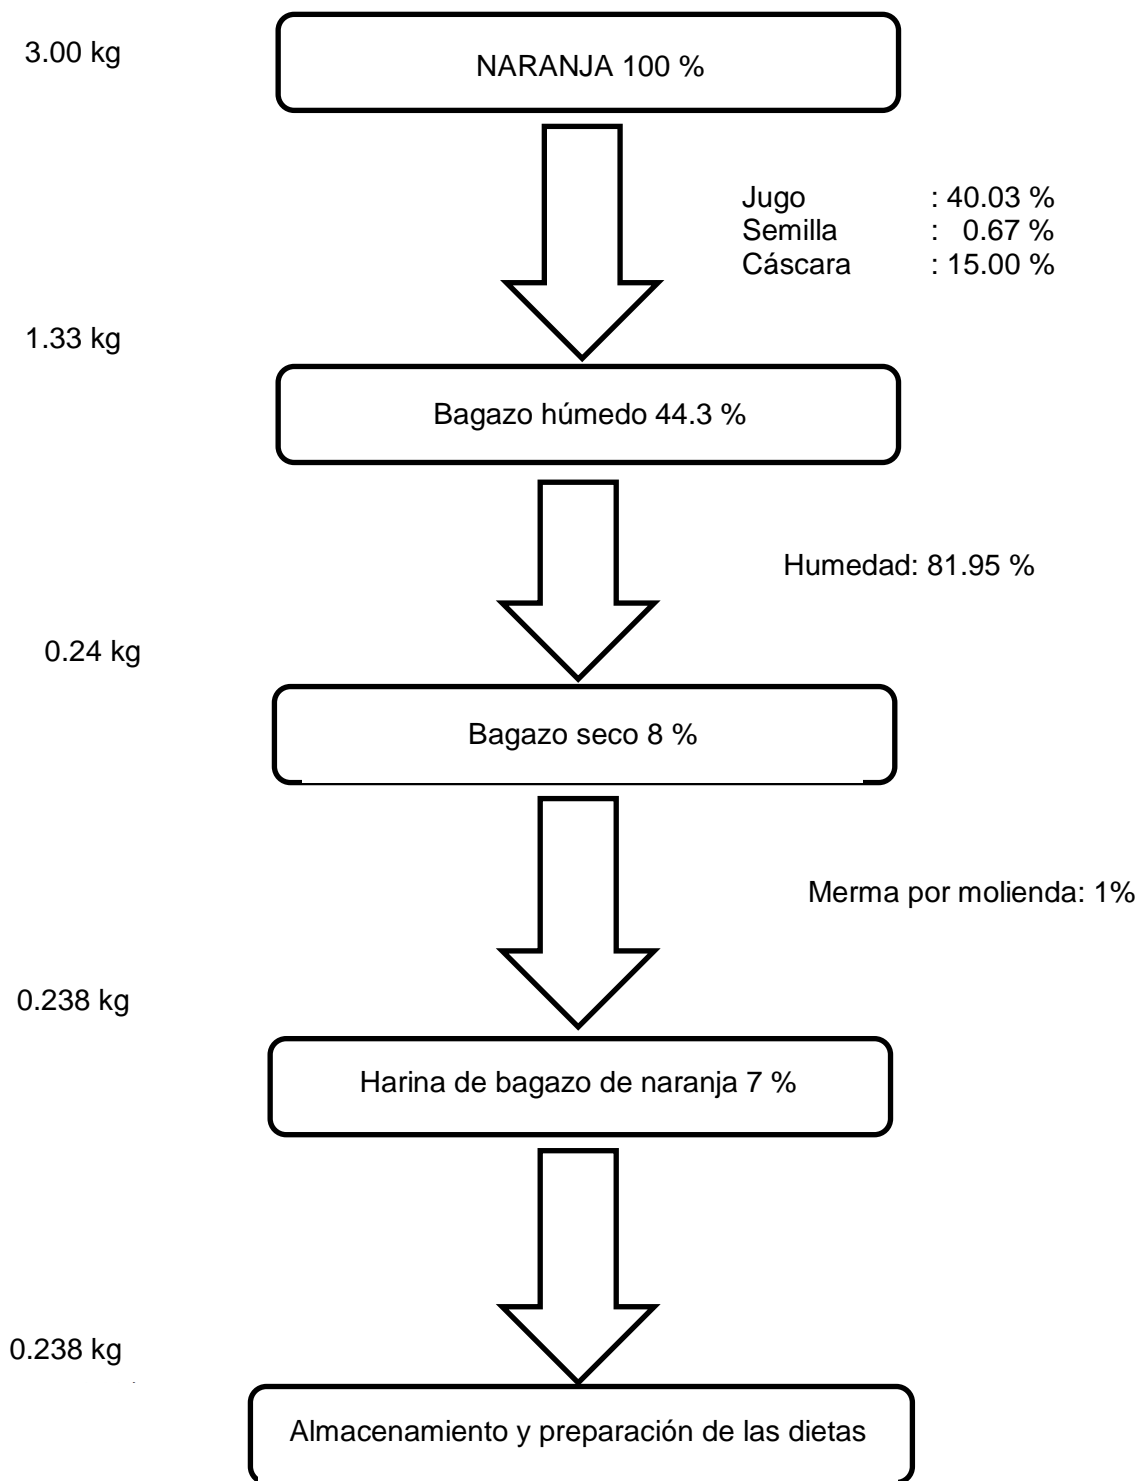 3.00 kg
NARANJA 100 %
Jugo : 40.03 %
Semilla : 0.67 %
Cáscara : 15.00 %
1.33 kg
Bagazo húmedo 44.3 %
Humedad: 81.95 %
0.24 kg
Bagazo seco 8 %
Merma por molienda: 1%
0.238 kg
Harina de bagazo de naranja 7 %
0.238 kg
Almacenamiento y preparación de las dietas